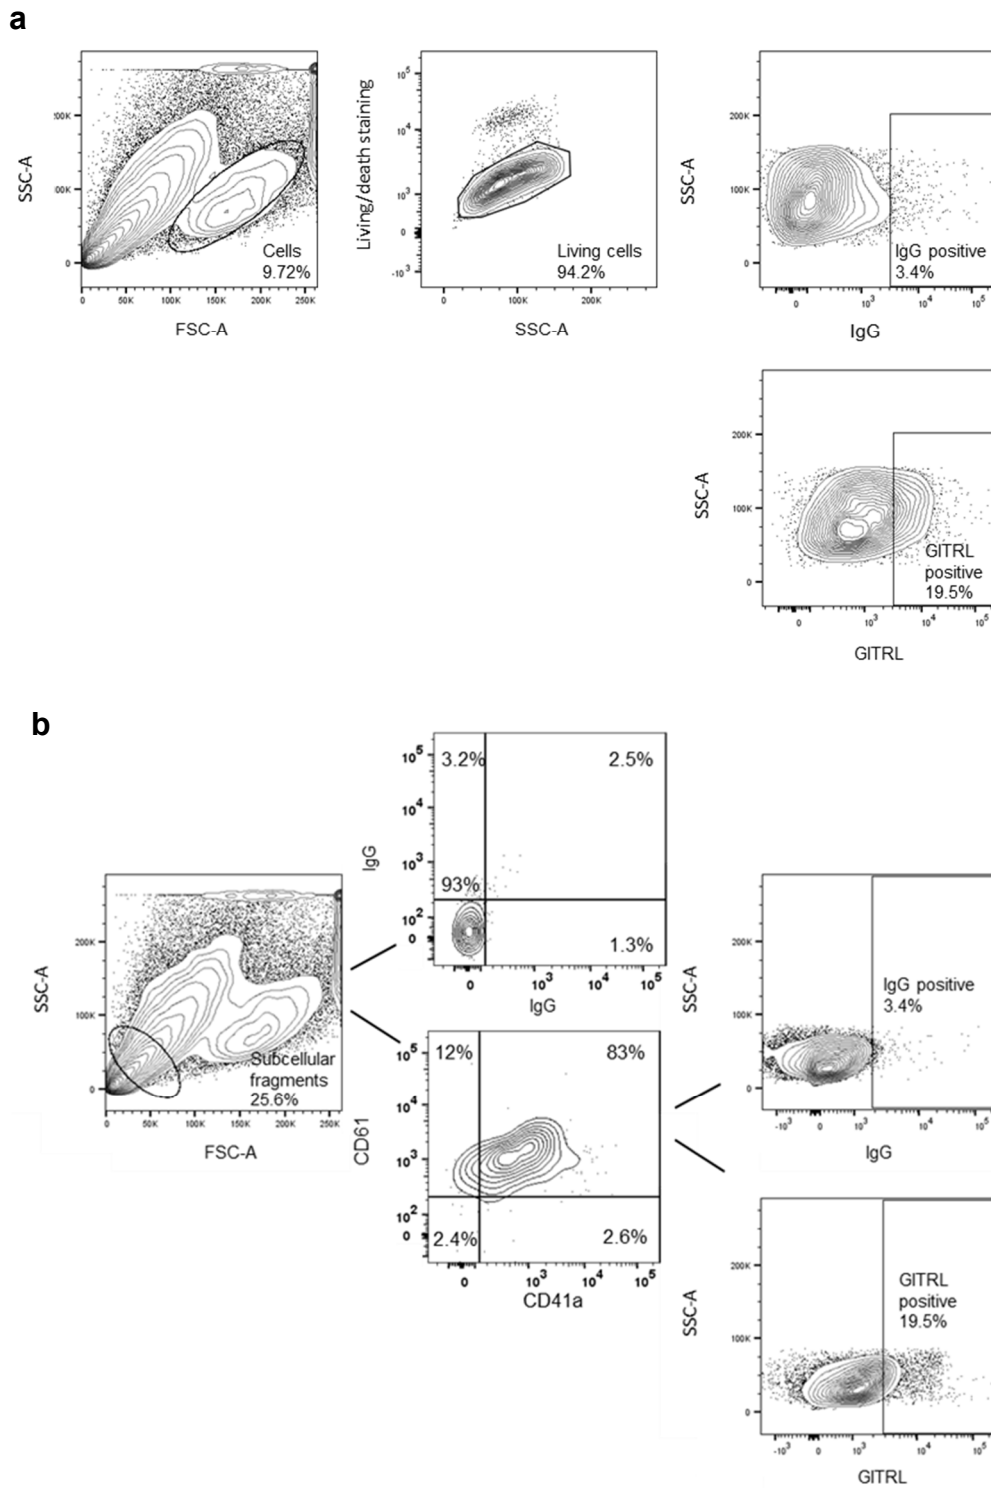 a
SSC-A
200K
100K
0
Cells
9.72%
0 50K 100K 150K 200K 250K
FSC-A
Living/death staining
10^5
10^4
10^3
0
-10^3
Living cells
94.2%
0 100K 200K
SSC-A
SSC-A
200K
100K
0
IgG positive
3.4%
0 10^3 10^4 10^5
IgG
SSC-A
200K
100K
0
GITRL
positive
19.5%
0 10^3 10^4 10^5
GITRL
b
IgG
10^5
10^4
10^3
10^2
0
3.2% 2.5%
93%
1.3%
0 10^3 10^4 10^5
IgG
SSC-A
200K
100K
0
Subcellular
fragments
25.6%
0 50K 100K 150K 200K 250K
FSC-A
CD61
10^5
10^4
10^3
10^2
0
12% 83%
2.4% 2.6%
0 10^3 10^4 10^5
CD41a
SSC-A
200K
100K
0
IgG positive
3.4%
-10^3 0 10^3 10^4 10^5
IgG
SSC-A
200K
100K
0
GITRL
positive
19.5%
-10^3 0 10^3 10^4 10^5
GITRL